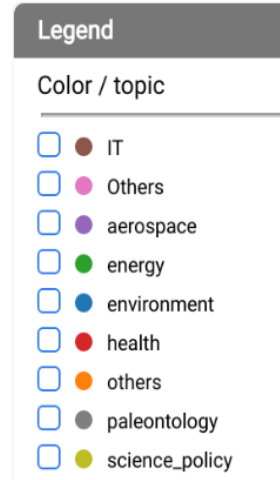 Legend
Color / topic
IT
Others
aerospace
energy
environment
health
others
paleontology
science_policy